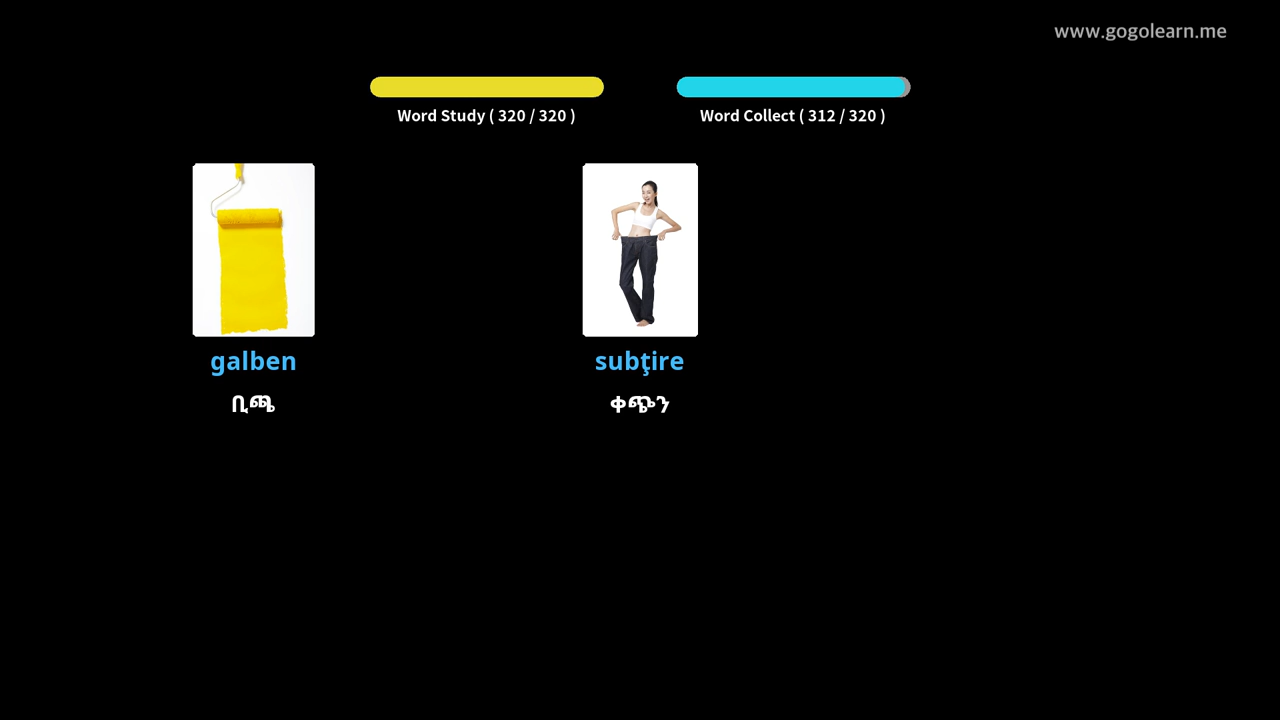 www.gogolearn.me
Word Study ( 320 / 320 )
Word Collect ( 312 / 320 )
galben
subţire
ቢጫ
ቀጭን